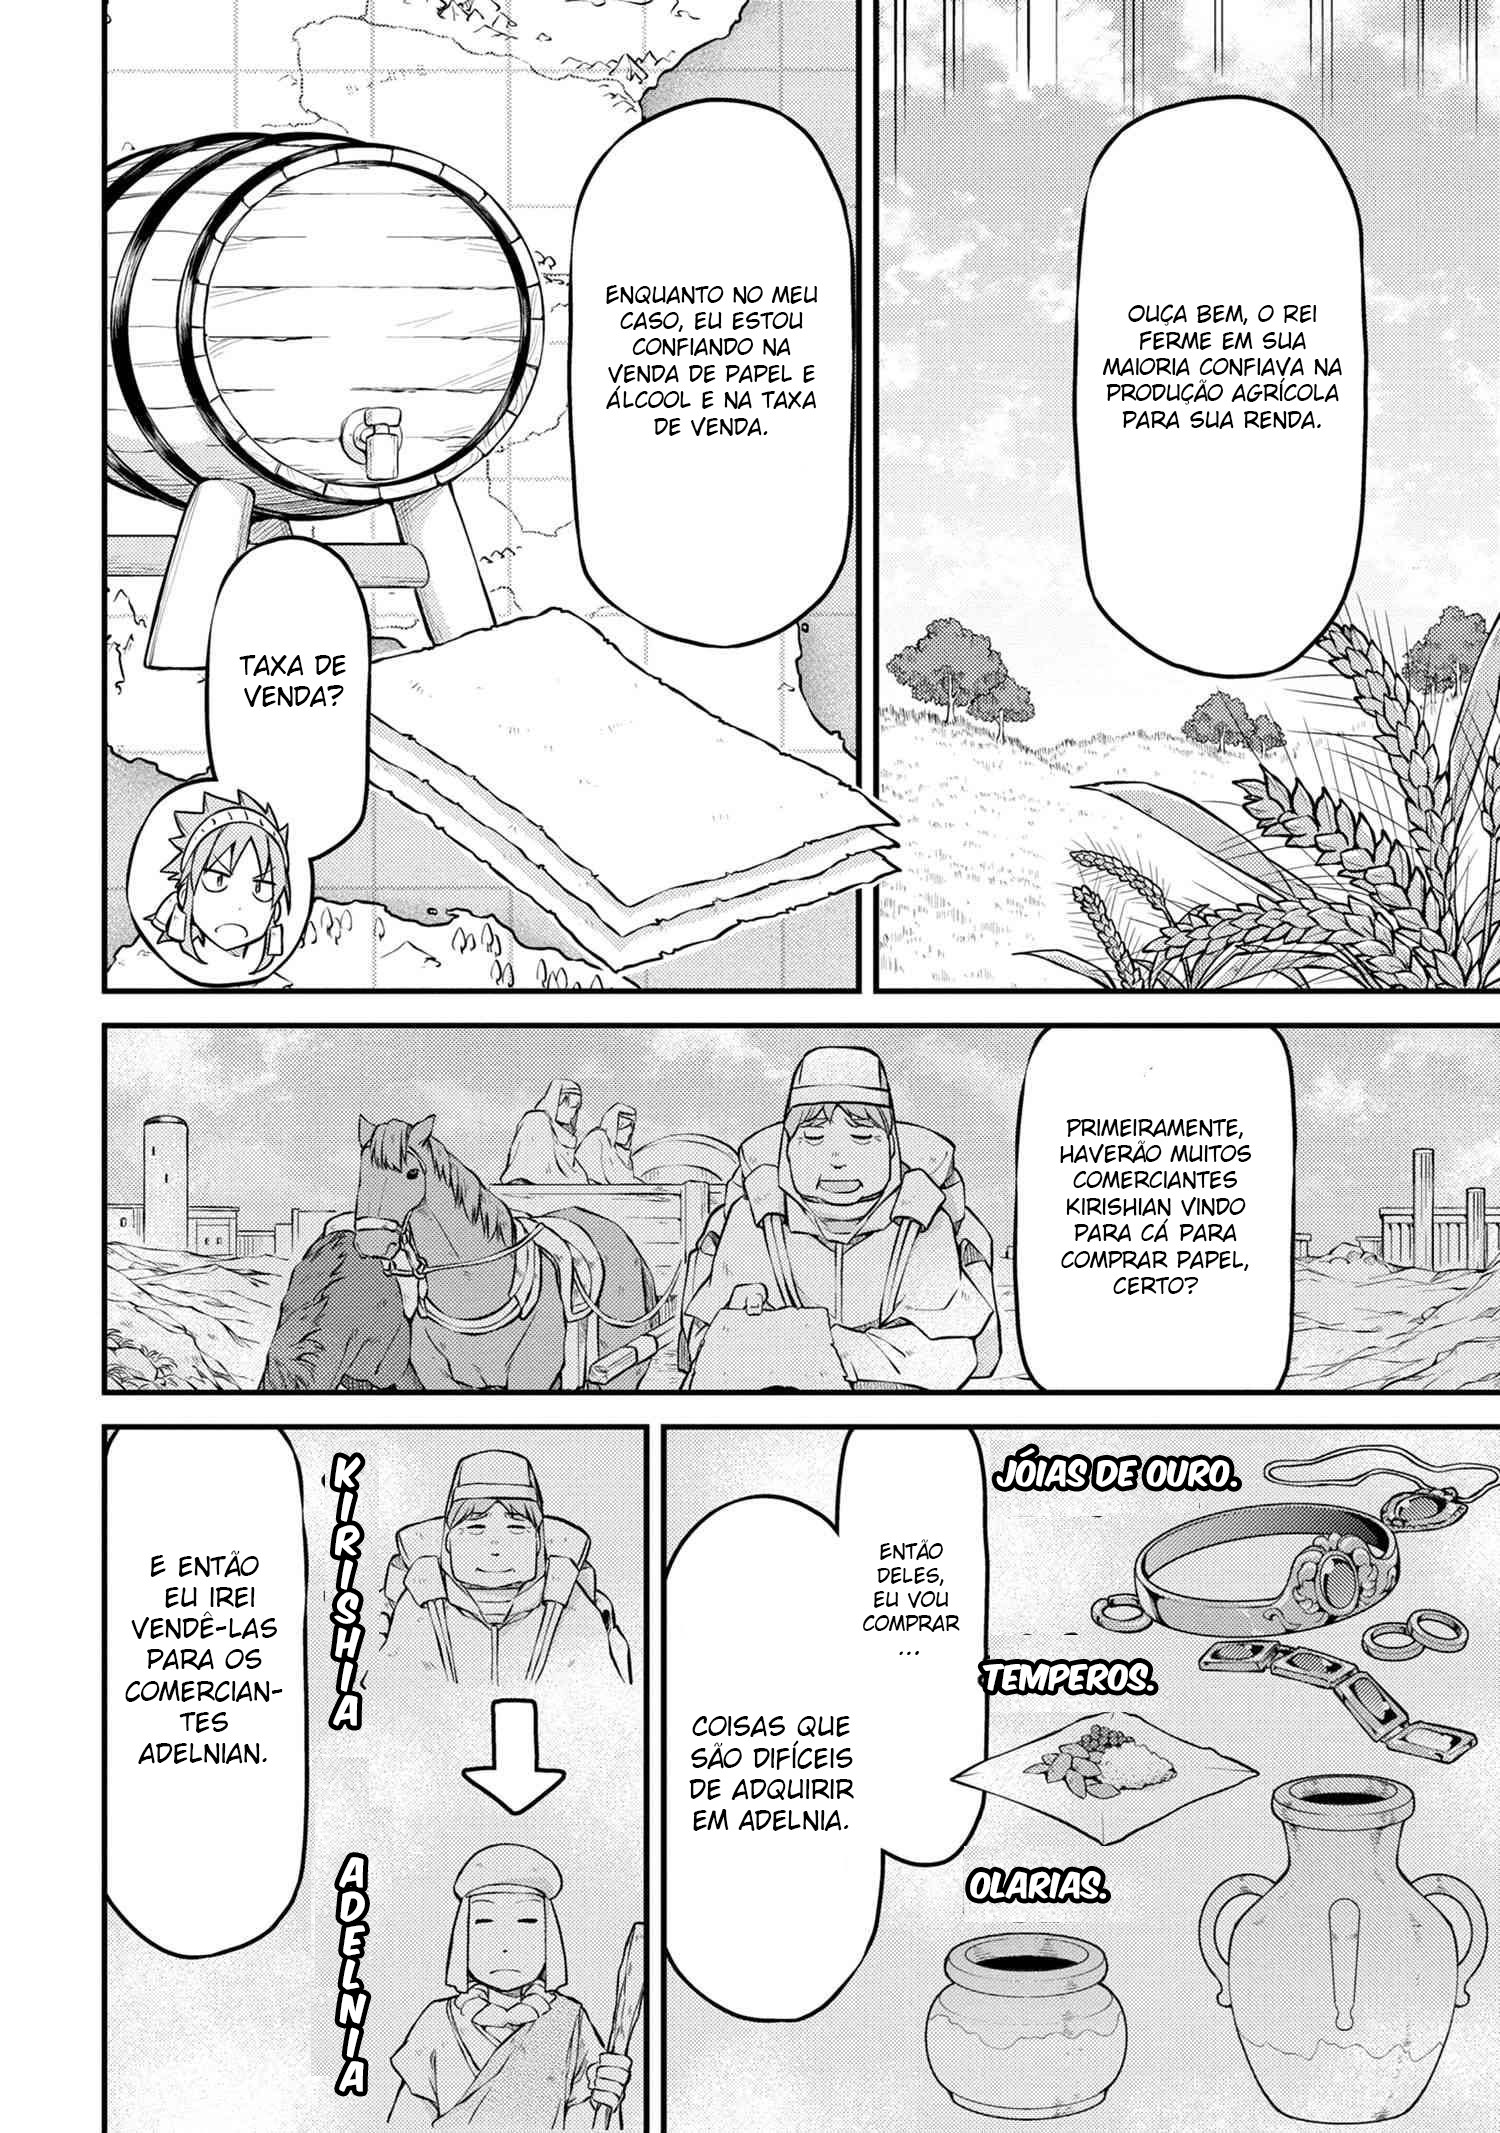 OUÇA BEM, O REI
FERME EM SUA
MAIORIA CONFIAVA NA
PRODUÇÃO AGRÍCOLA
PARA SUA RENDA.
ENQUANTO NO MEU
CASO, EU ESTOU
CONFIANDO NA
VENDA DE PAPEL E
ÁLCOOL E NA TAXA
DE VENDA.
TAXA DE
VENDA?
PRIMEIRAMENTE,
HAVERÃO MUITOS
COMERCIANTES
KIRISHIAN VINDO
PARA CÁ PARA
COMPRAR PAPEL,
CERTO?
JÓIAS DE OURO.
TEMPEROS.
OLARIAS.
ENTÃO
DELES,
EU VOU
COMPRAR
...
COISAS QUE
SÃO DIFÍCEIS
DE ADQUIRIR
EM ADELNIA.
KIRISHIA
ADELNIA
E ENTÃO
EU IREI
VENDÊ-LAS
PARA OS
COMERCIAN-
TES
ADELNIAN.